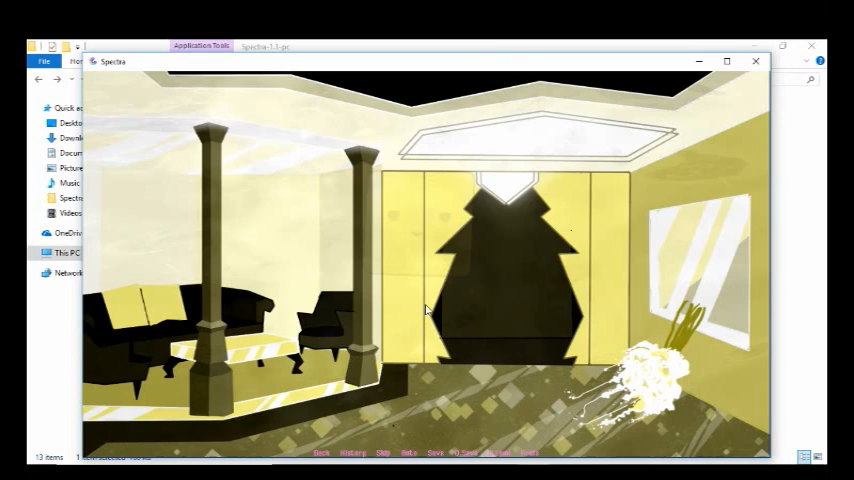 Application Tools
Spectra-1.1-pc
File
Spectra
Quick ac
Deskto
Downl
Docum
Picture
Music
Spectr
Videos
OneDriv
This PC
Network
13 items
Back History Skip Auto Save Q.Save